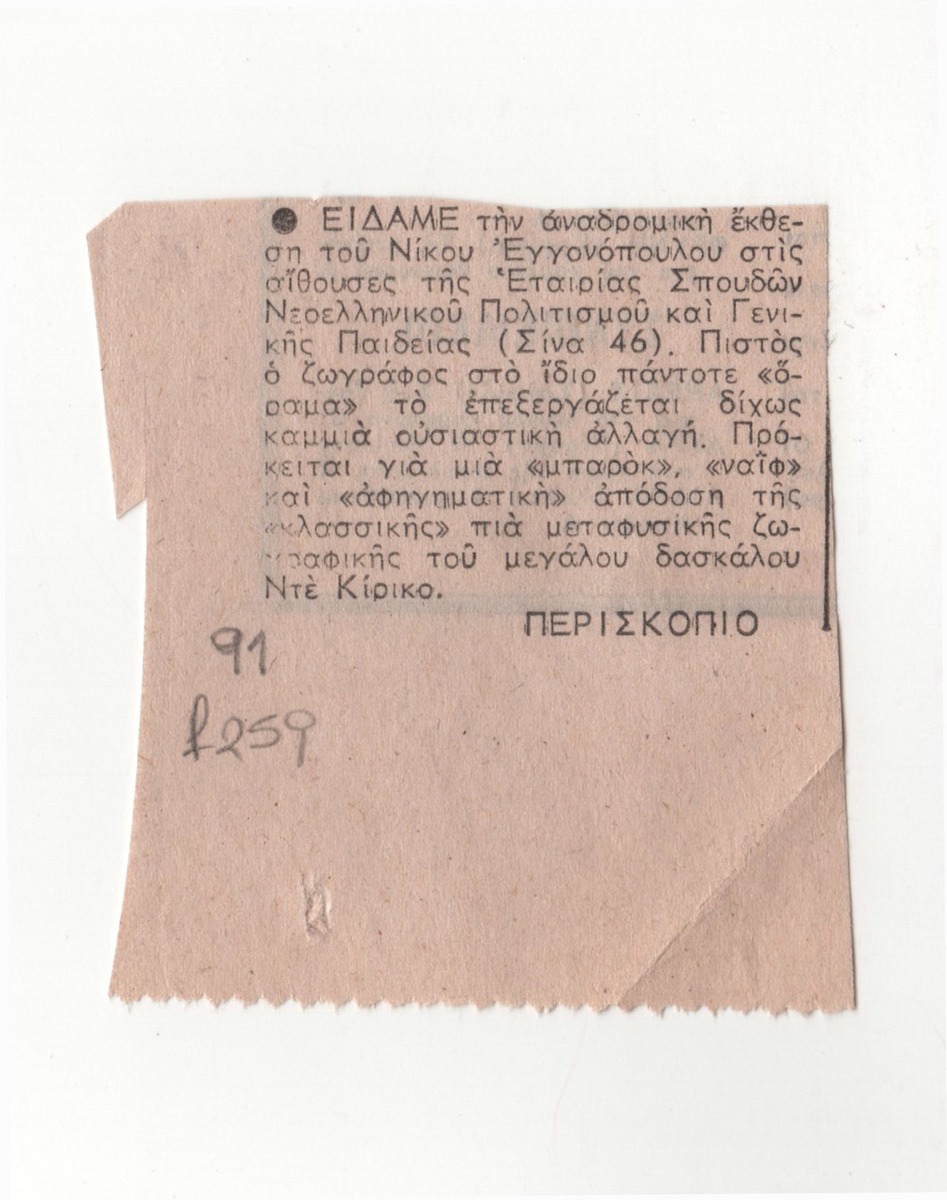 ● ΕΙΔΑΜΕ τὴν ἀναδρομικὴ ἔκθε-
ση τοῦ Νίκου Ἐγγονόπουλου στὶς
αἴθουσες τῆς Ἑταιρίας Σπουδῶν
Νεοελληνικοῦ Πολιτισμοῦ καὶ Γενι-
κῆς Παιδείας (Σίνα 46). Πιστὸς
ὁ ζωγράφος στὸ ἴδιο πάντοτε «ὅ-
ραμα» τὸ ἐπεξεργάζεται δίχως
καμμιὰ οὐσιαστικὴ ἀλλαγή. Πρό-
κειται γιὰ μιὰ «μπαρὸκ», «ναῒφ»
καὶ «ἀφηγηματικὴ» ἀπόδοση τῆς
«κλασσικῆς» πιὰ μεταφυσικῆς ζω-
γραφικῆς τοῦ μεγάλου δασκάλου
Ντὲ Κίρικο.
ΠΕΡΙΣΚΟΠΙΟ
91
f259